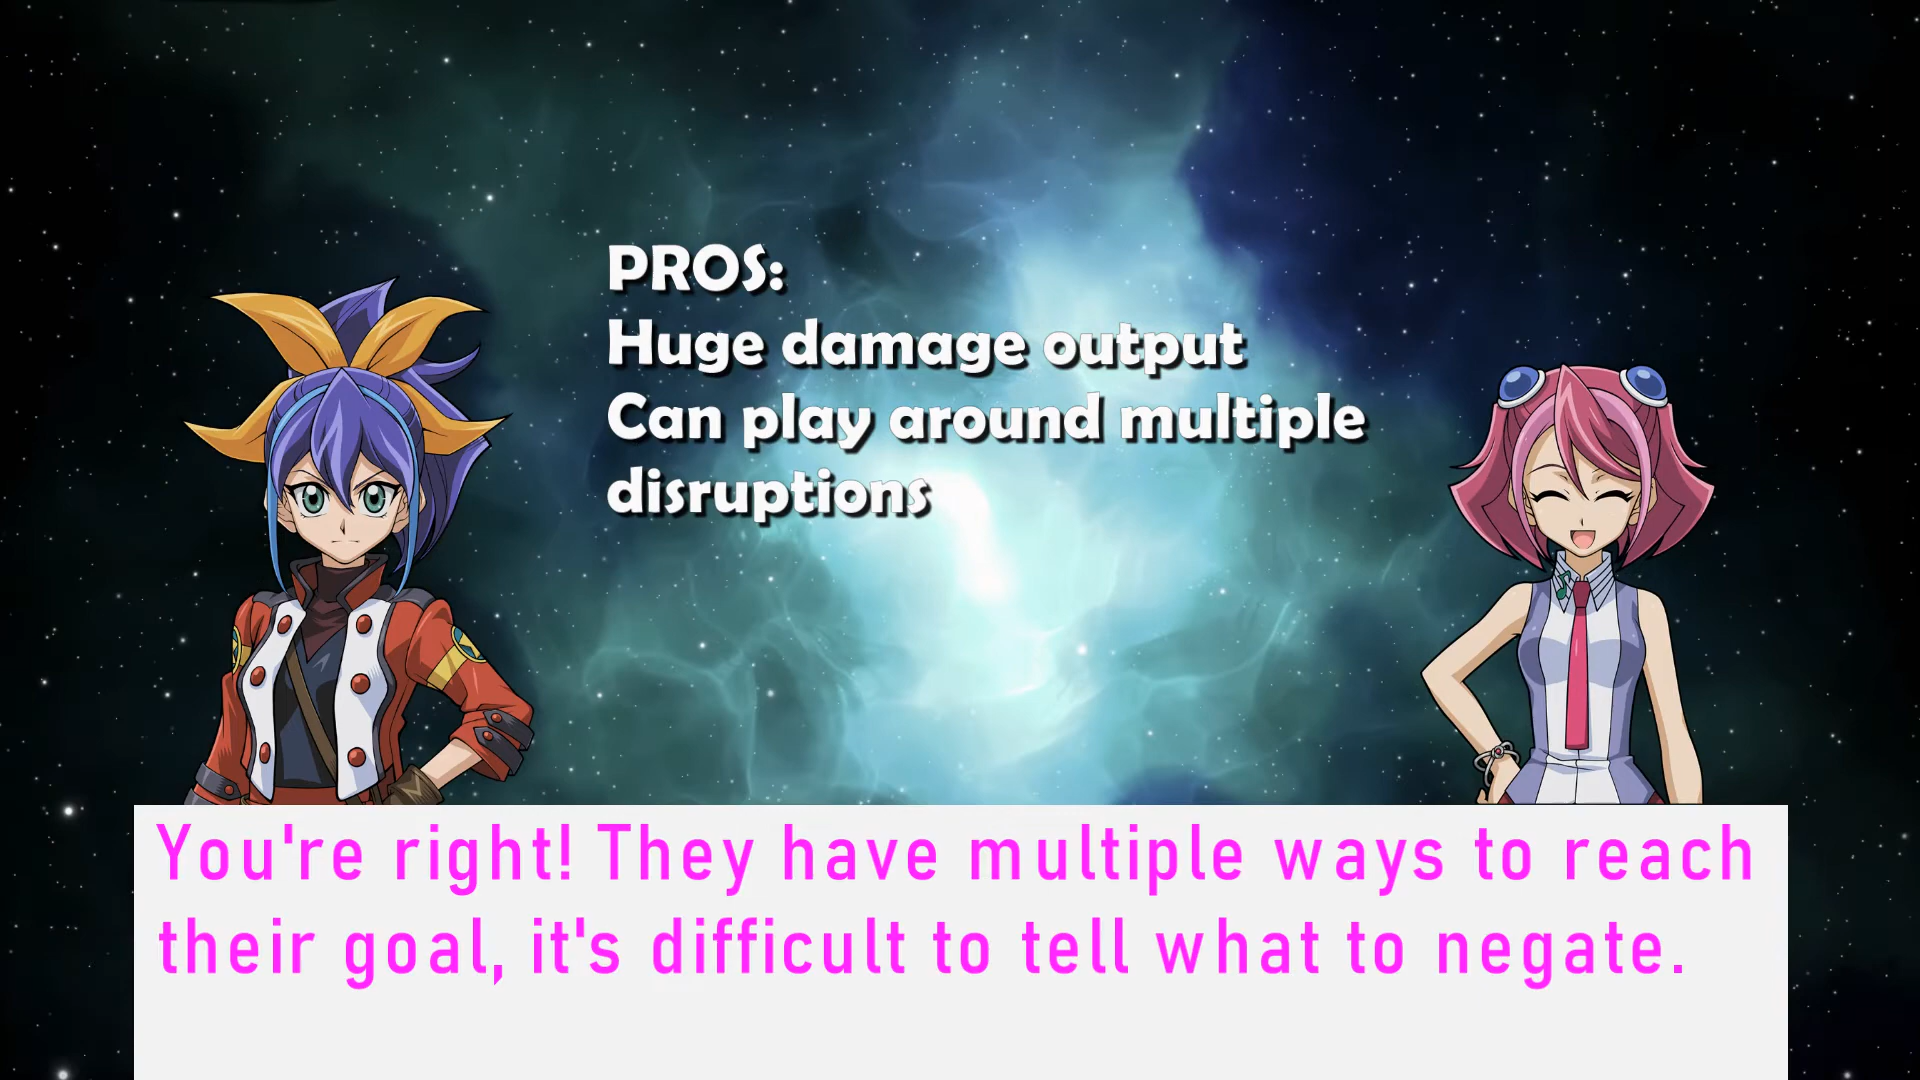 PROS:
Huge damage output
Can play around multiple
disruptions
You're right! They have multiple ways to reach
their goal, it's difficult to tell what to negate.